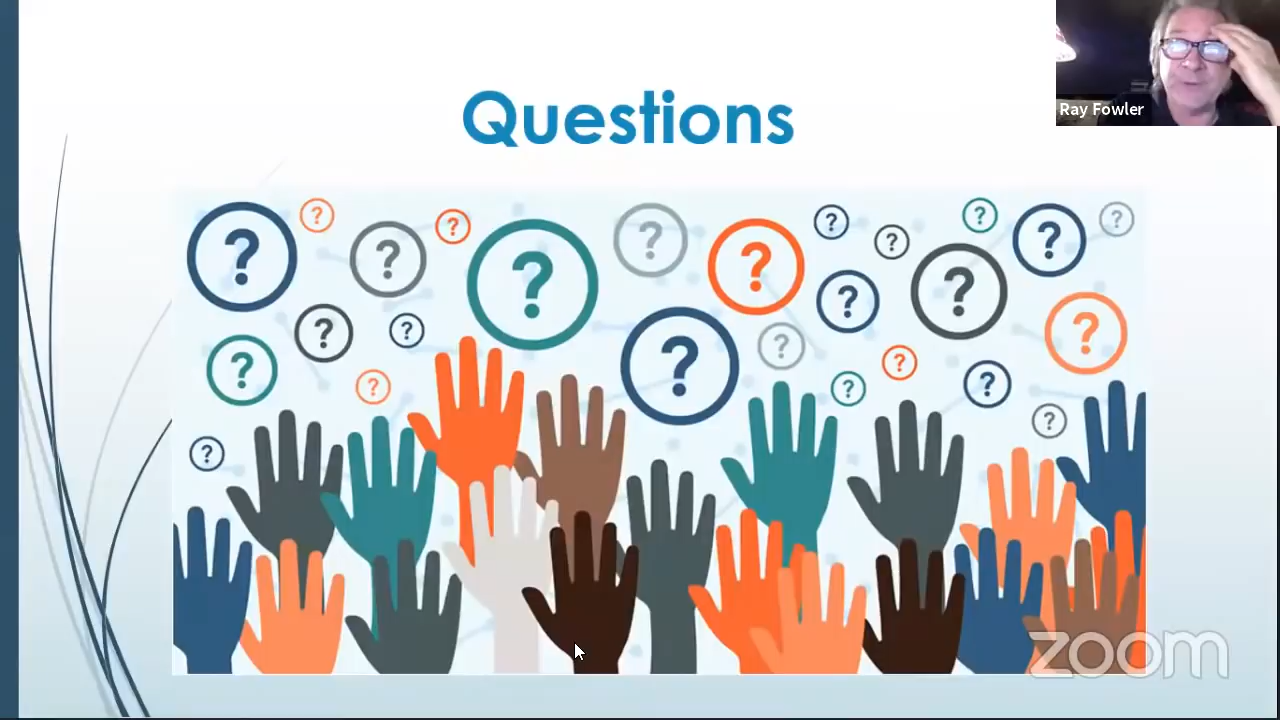 Questions
Ray Fowler
? ? ? ? ? ? ? ? ? ? ? ?
? ? ? ? ? ?
? ? ? ? ? ? ?
? ?
zoom